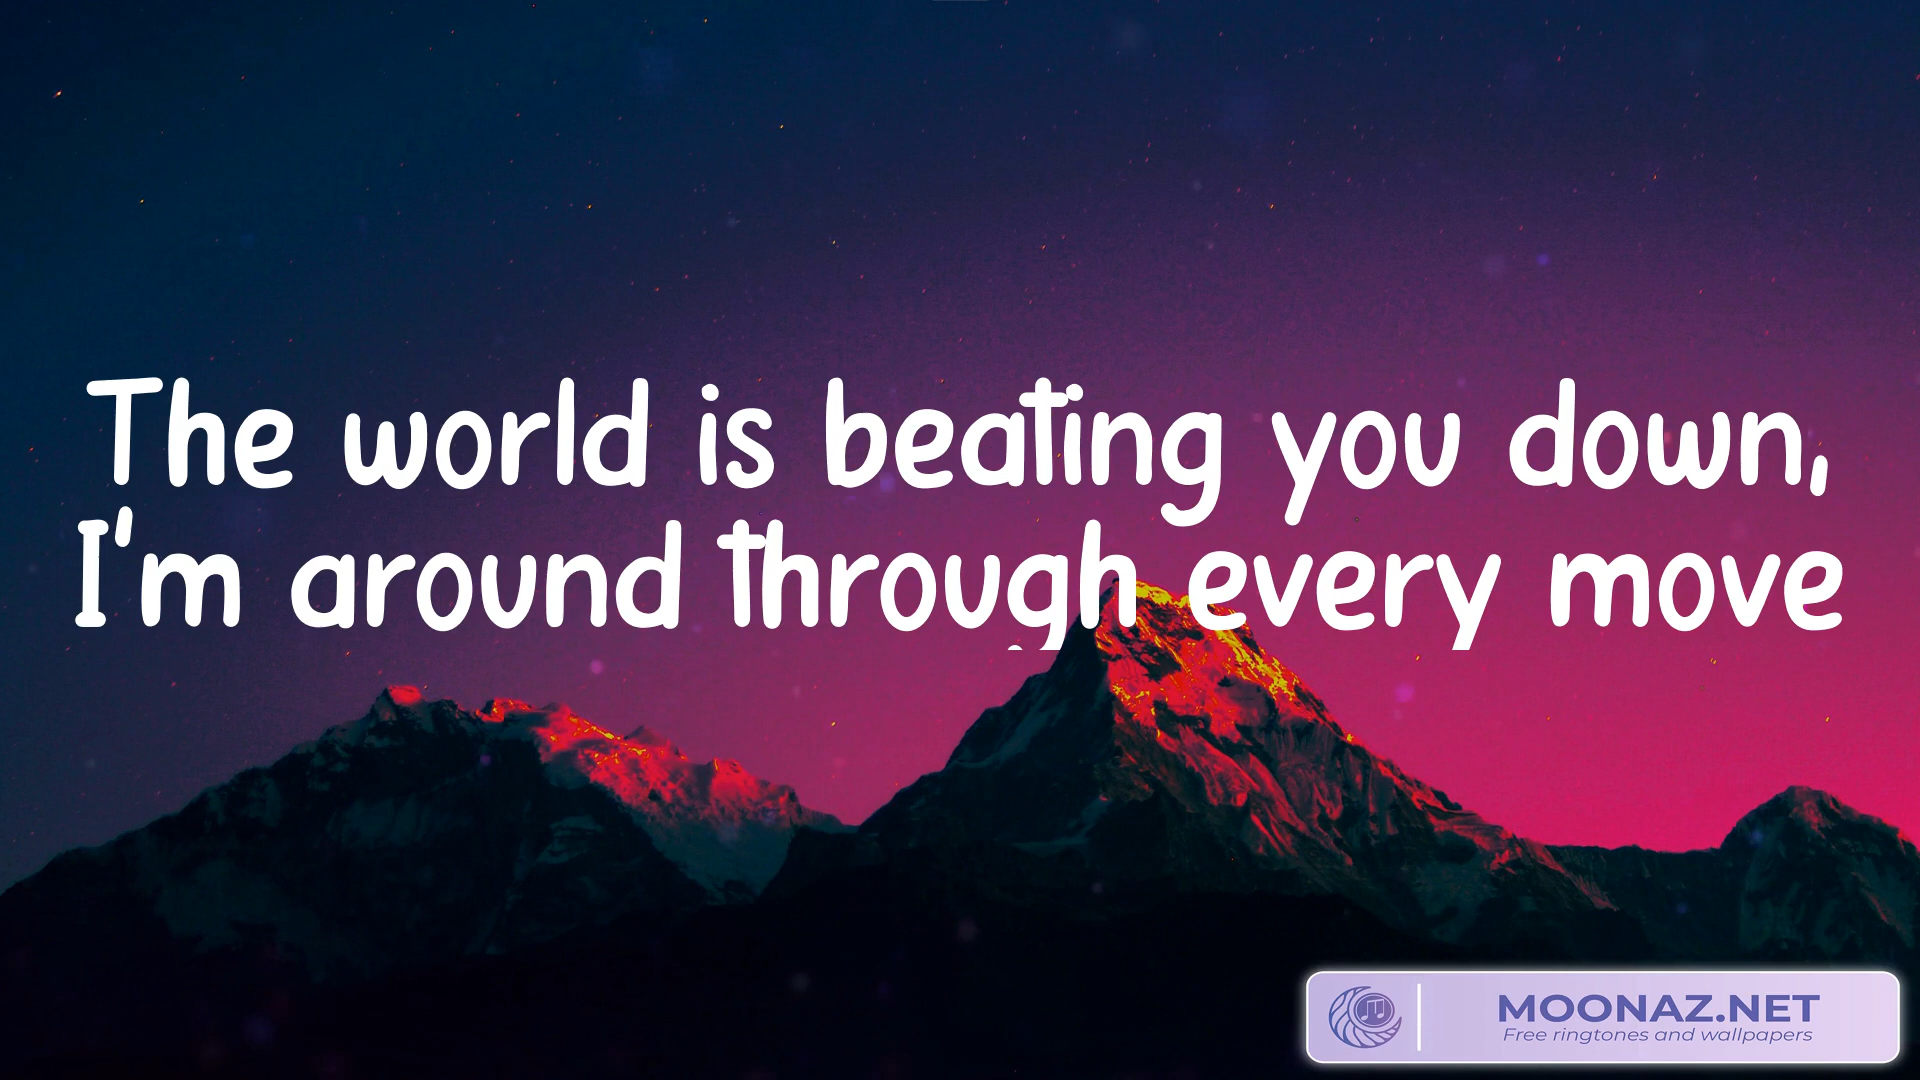 The world is beating you down,
I'm around through every move
MOONAZ.NET
Free ringtones and wallpapers